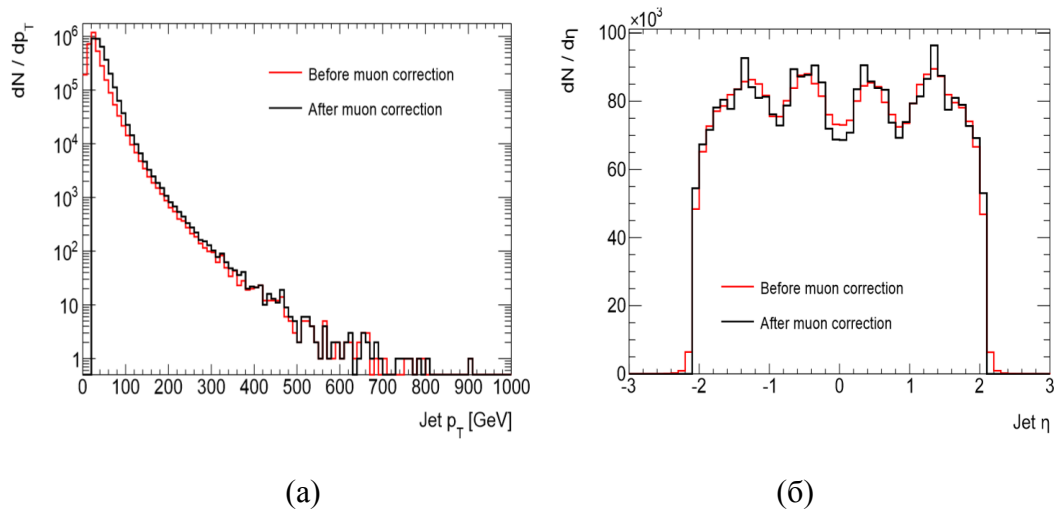 dN / dp_T
10^6
10^5
10^4
10^3
10^2
10
1
Before muon correction
After muon correction
0 100 200 300 400 500 600 700 800 900 1000
Jet p_T [GeV]
(а)
dN / dη
×10^3
100
80
60
40
20
0
Before muon correction
After muon correction
-3 -2 -1 0 1 2 3
Jet η
(б)